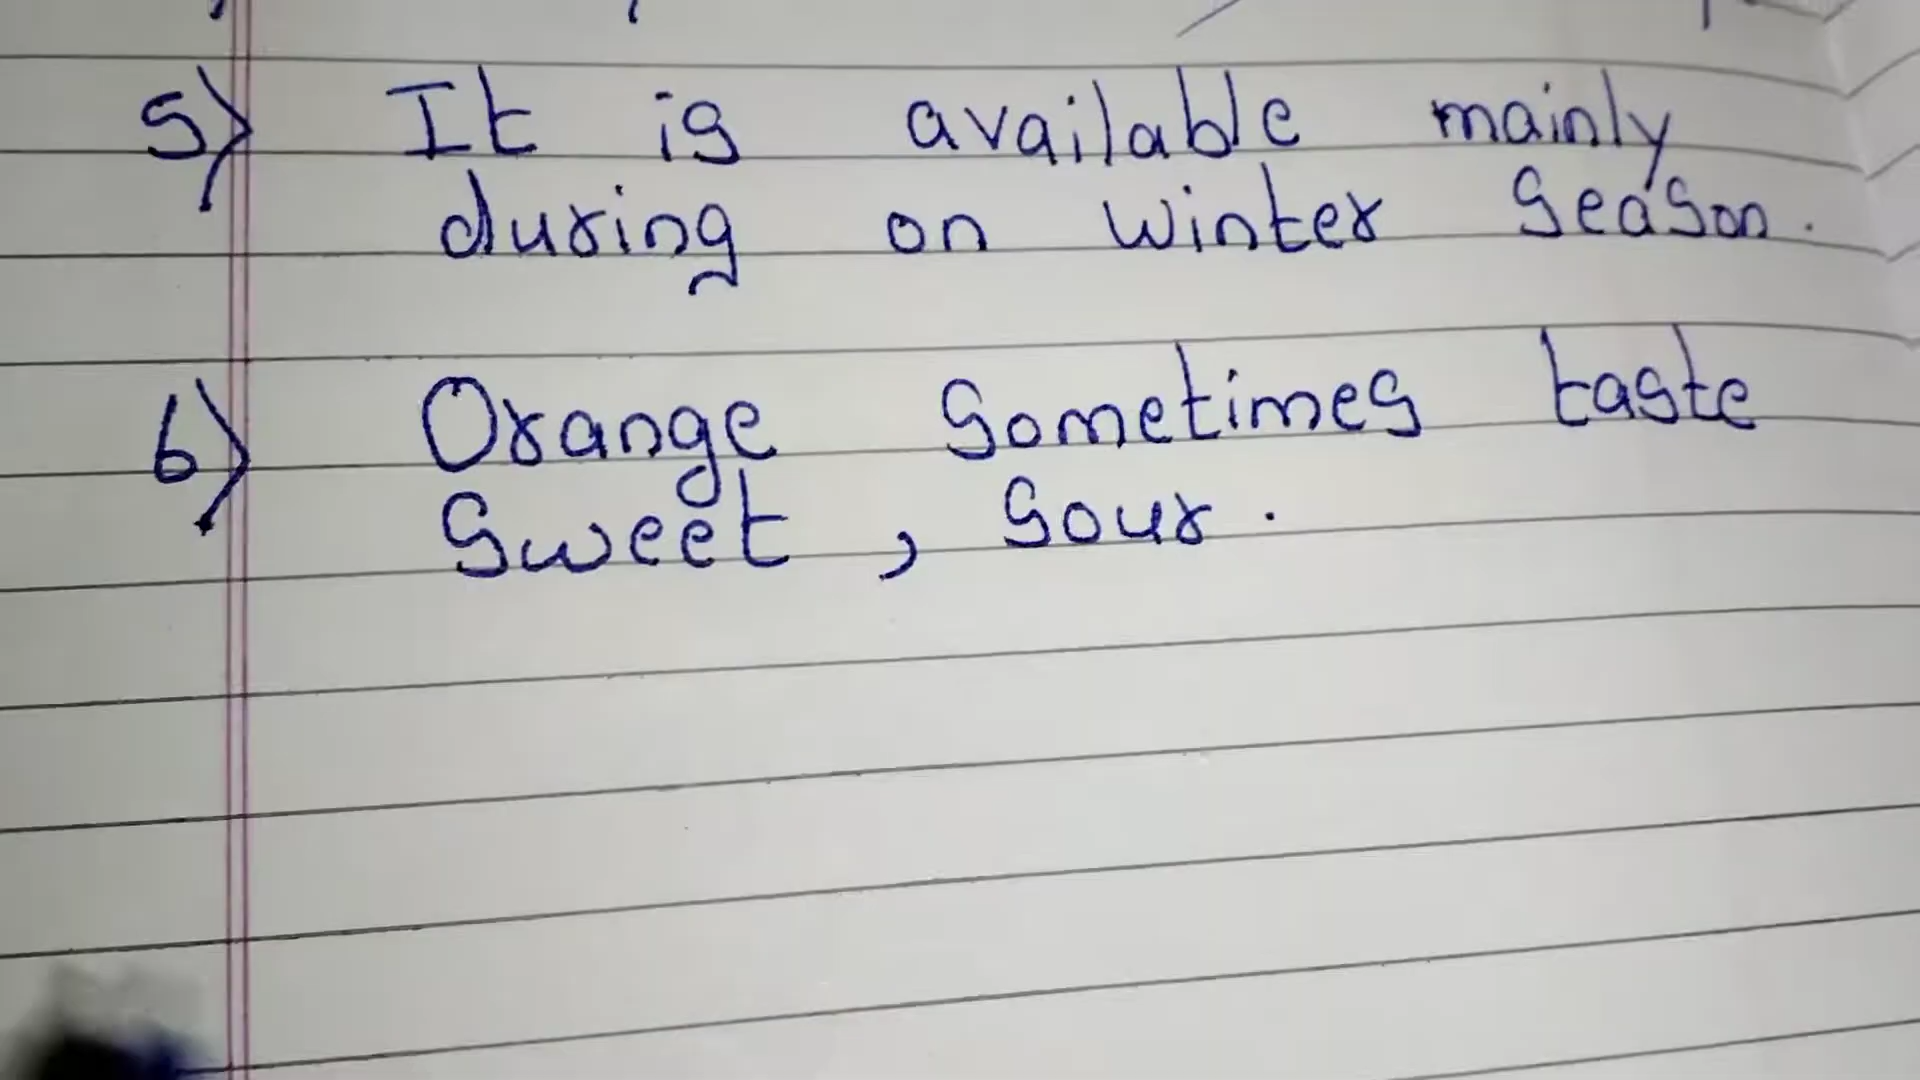 5) It is available mainly
during on winter season.
6) Orange sometimes taste
sweet , sour .